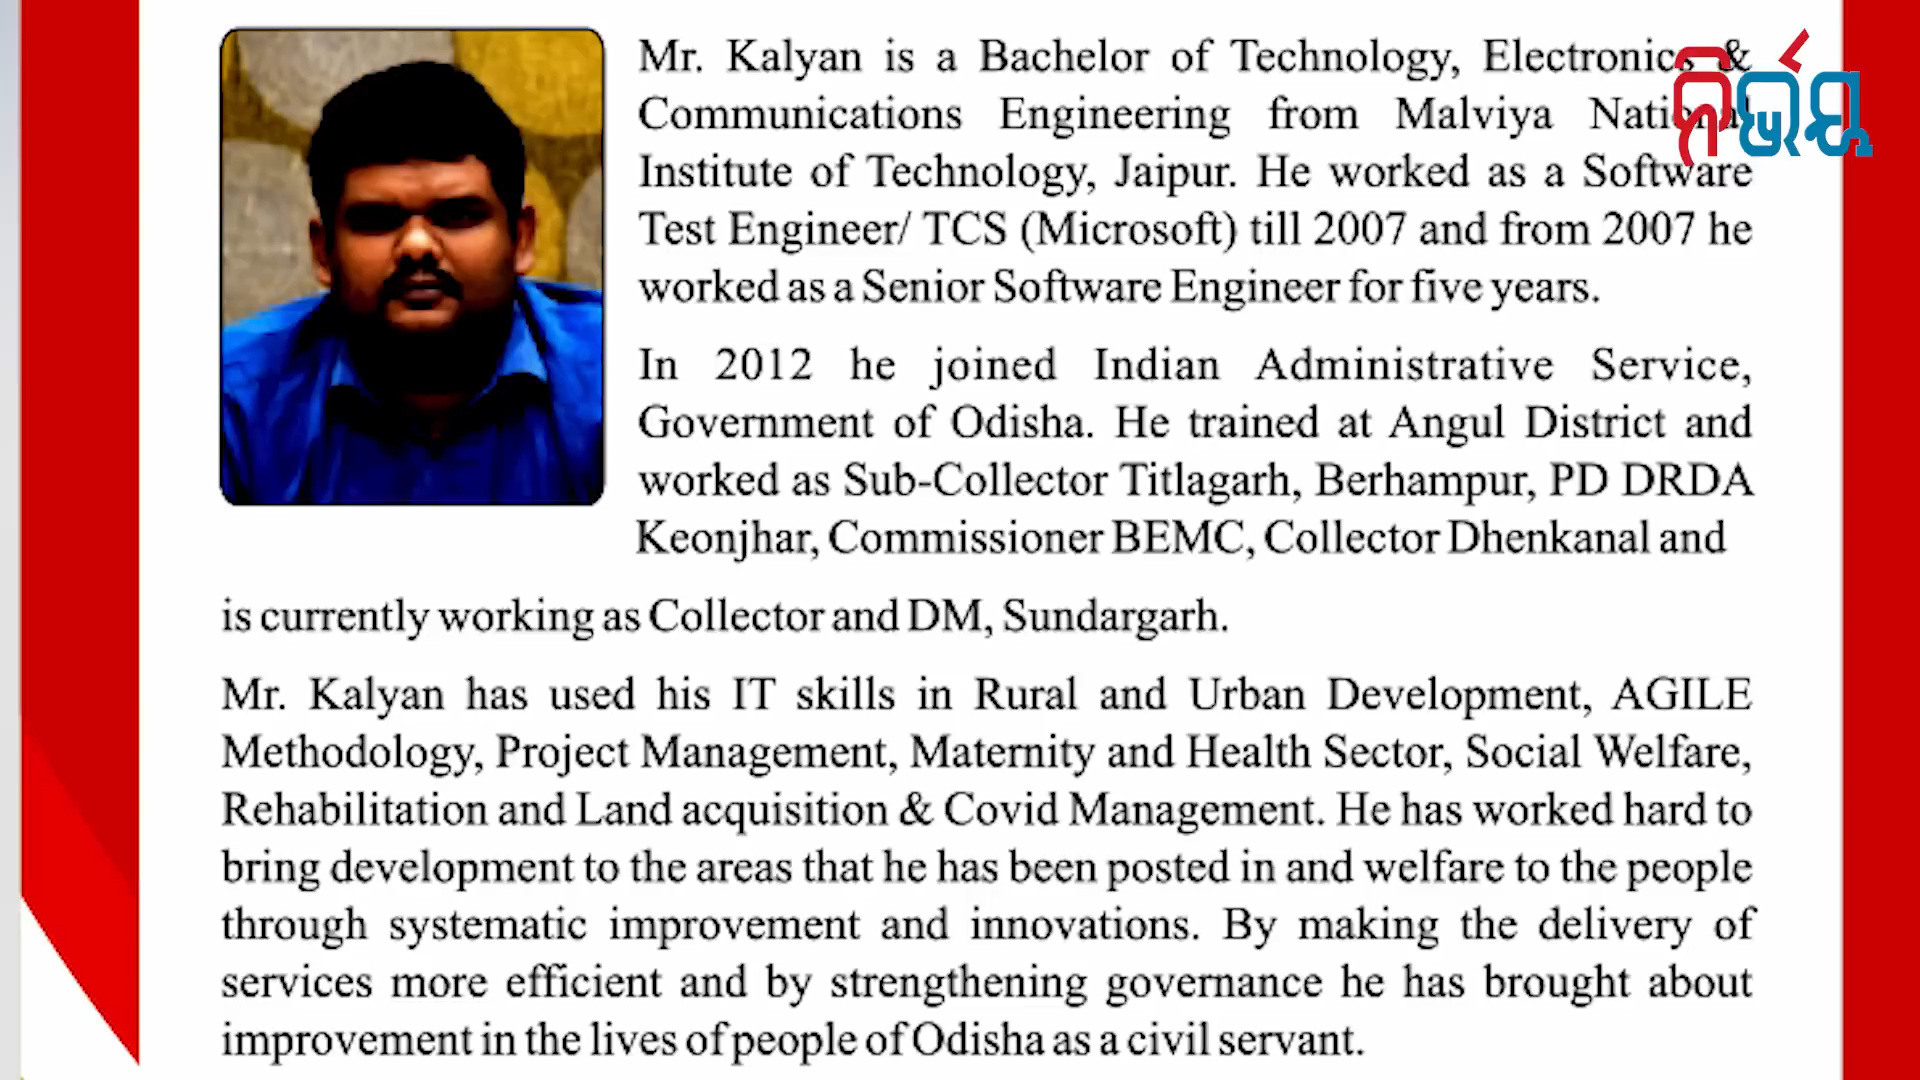 Mr. Kalyan is a Bachelor of Technology, Electronics &
Communications Engineering from Malviya National
Institute of Technology, Jaipur. He worked as a Software
Test Engineer/ TCS (Microsoft) till 2007 and from 2007 he
worked as a Senior Software Engineer for five years.
In 2012 he joined Indian Administrative Service,
Government of Odisha. He trained at Angul District and
worked as Sub-Collector Titlagarh, Berhampur, PD DRDA
Keonjhar, Commissioner BEMC, Collector Dhenkanal and
is currently working as Collector and DM, Sundargarh.
Mr. Kalyan has used his IT skills in Rural and Urban Development, AGILE
Methodology, Project Management, Maternity and Health Sector, Social Welfare,
Rehabilitation and Land acquisition & Covid Management. He has worked hard to
bring development to the areas that he has been posted in and welfare to the people
through systematic improvement and innovations. By making the delivery of
services more efficient and by strengthening governance he has brought about
improvement in the lives of people of Odisha as a civil servant.